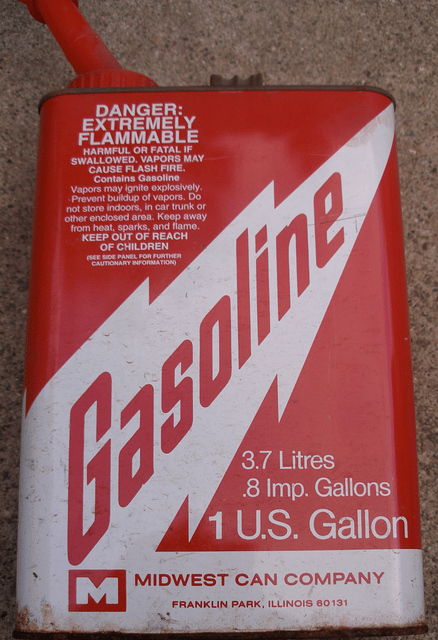 DANGER:
EXTREMELY
FLAMMABLE
HARMFUL OR FATAL IF
SWALLOWED. VAPORS MAY
CAUSE FLASH FIRE.
Contains Gasoline
Vapors may ignite explosively.
Prevent buildup of vapors. Do
not store indoors, in car trunk or
other enclosed area. Keep away
from heat, sparks, and flame.
KEEP OUT OF REACH
OF CHILDREN
(SEE SIDE PANEL FOR FURTHER
CAUTIONARY INFORMATION)
Gasoline
3.7 Litres
.8 Imp. Gallons
1 U.S. Gallon
M MIDWEST CAN COMPANY
FRANKLIN PARK, ILLINOIS 60131